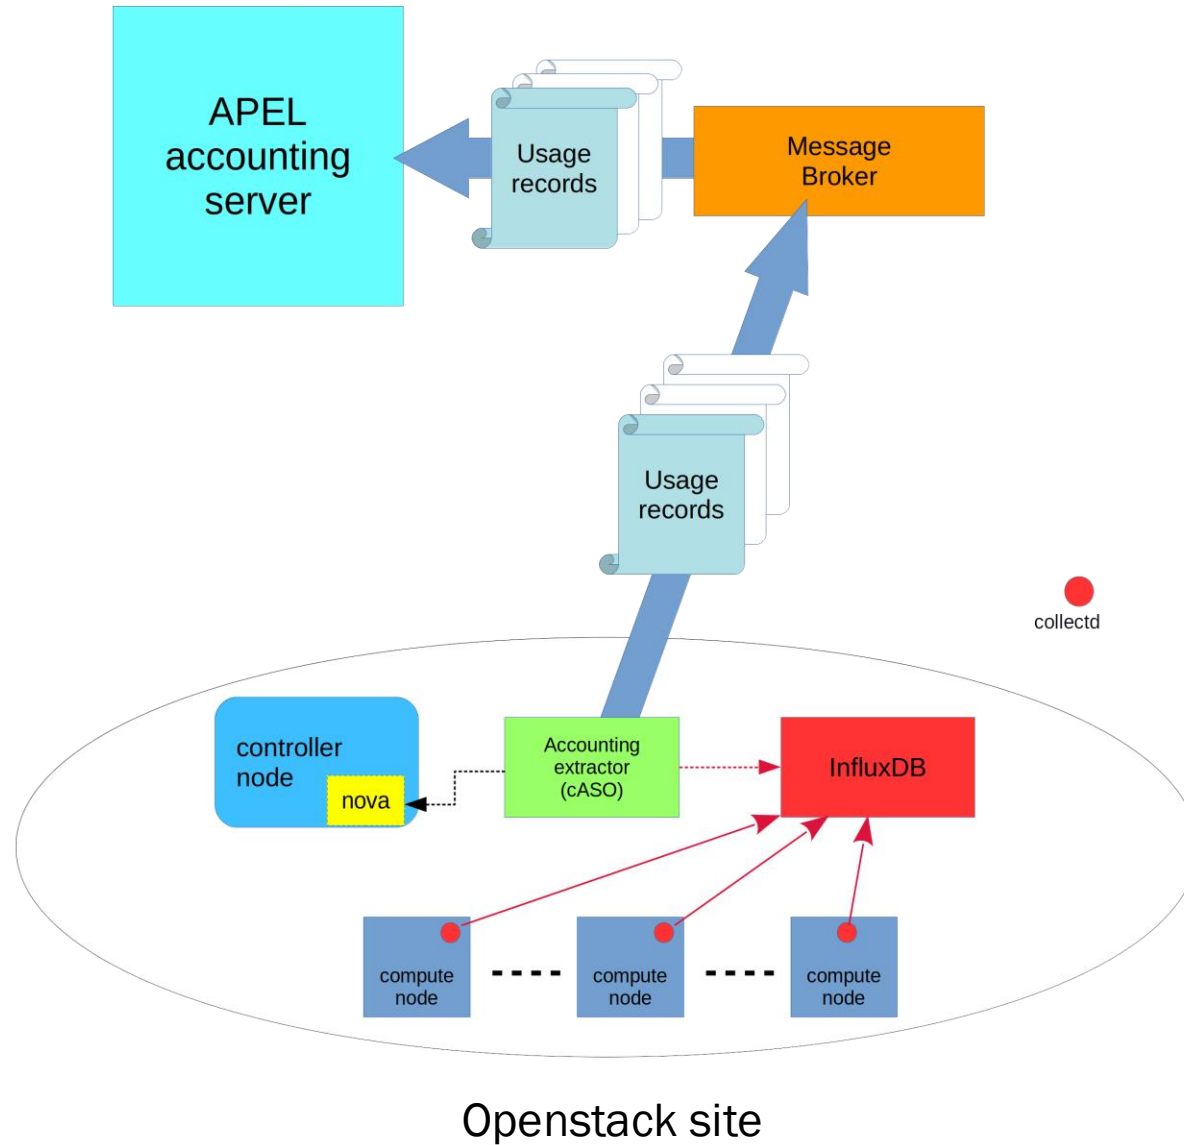 APEL
accounting
server
Usage
records
Message
Broker
Usage
records
collectd
controller
node
nova
Accounting
extractor
(cASO)
InfluxDB
compute
node
compute
node
compute
node
Openstack site